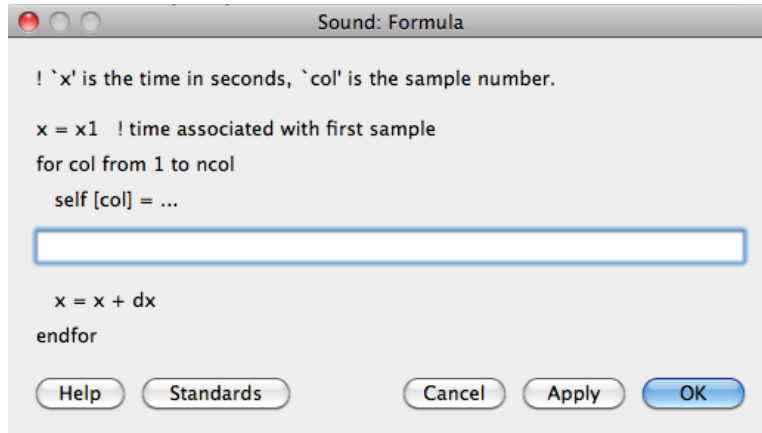 Sound: Formula
! `x' is the time in seconds, `col' is the sample number.
x = x1   ! time associated with first sample
for col from 1 to ncol
self [col] = ...
x = x + dx
endfor
Help Standards Cancel Apply OK